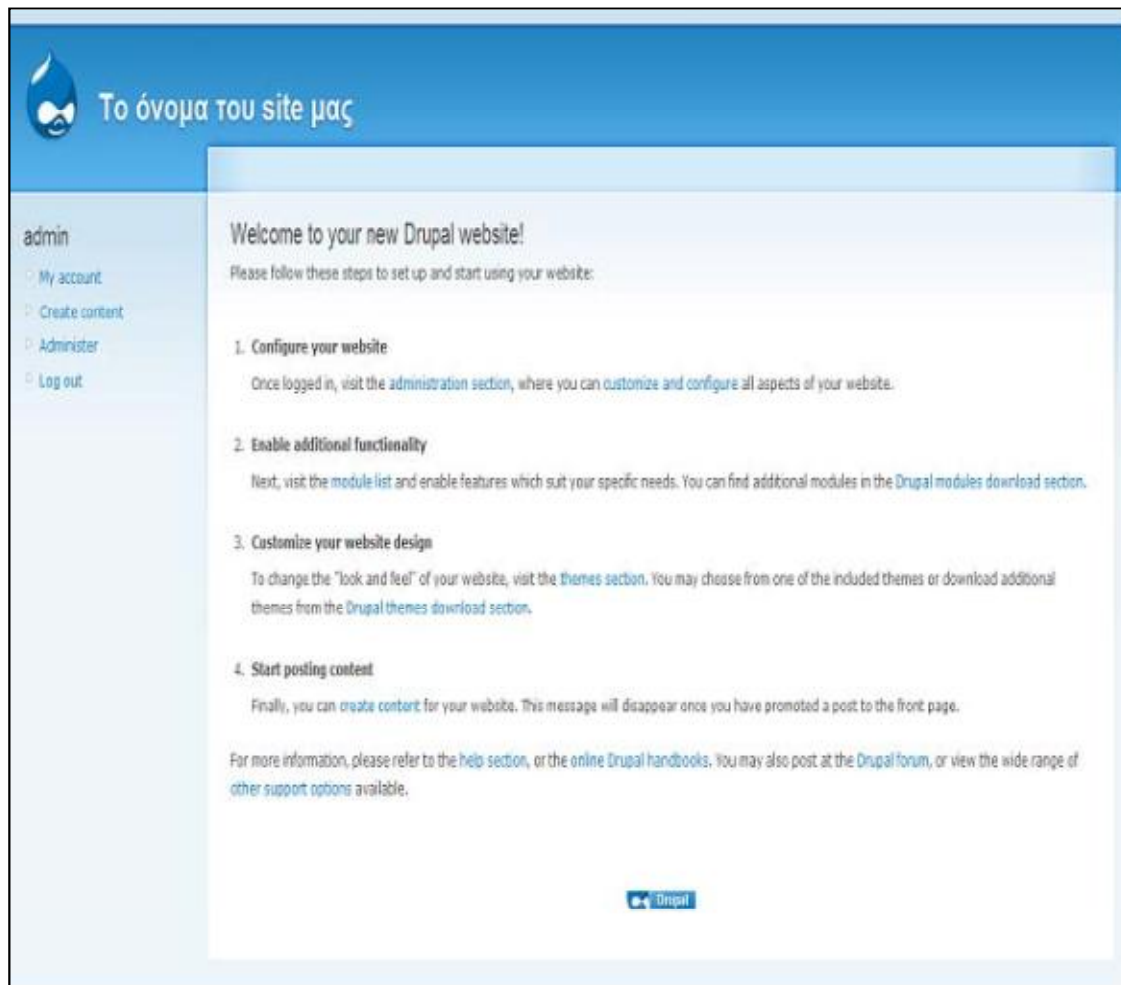 Το όνομα του site μας
admin
My account
Create content
Administer
Log out
Welcome to your new Drupal website!
Please follow these steps to set up and start using your website:
1. Configure your website
Once logged in, visit the administration section, where you can customize and configure all aspects of your website.
2. Enable additional functionality
Next, visit the module list and enable features which suit your specific needs. You can find additional modules in the Drupal modules download section.
3. Customize your website design
To change the "look and feel" of your website, visit the themes section. You may choose from one of the included themes or download additional
themes from the Drupal themes download section.
4. Start posting content
Finally, you can create content for your website. This message will disappear once you have promoted a post to the front page.
For more information, please refer to the help section, or the online Drupal handbooks. You may also post at the Drupal forum, or view the wide range of
other support options available.
Drupal